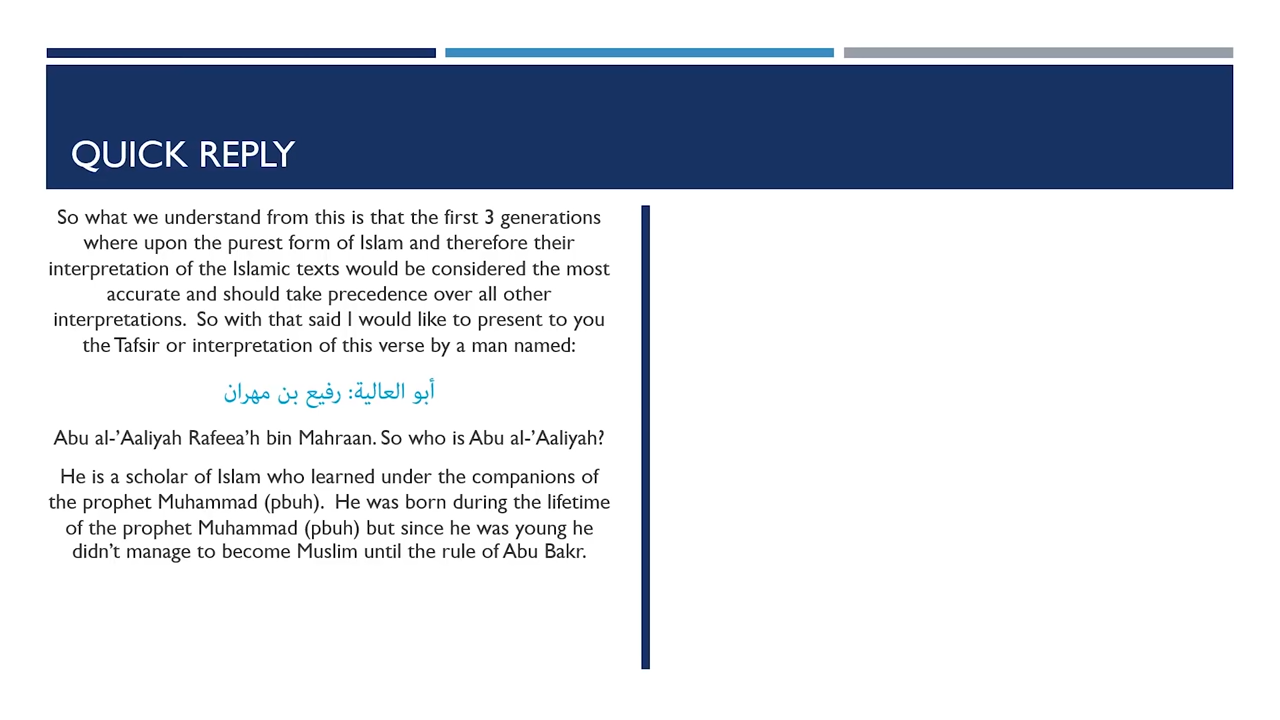 QUICK REPLY
So what we understand from this is that the first 3 generations
where upon the purest form of Islam and therefore their
interpretation of the Islamic texts would be considered the most
accurate and should take precedence over all other
interpretations.  So with that said I would like to present to you
the Tafsir or interpretation of this verse by a man named:
أبو العالية: رفيع بن مهران
Abu al-’Aaliyah Rafeea’h bin Mahraan. So who is Abu al-’Aaliyah?
He is a scholar of Islam who learned under the companions of
the prophet Muhammad (pbuh).  He was born during the lifetime
of the prophet Muhammad (pbuh) but since he was young he
didn’t manage to become Muslim until the rule of Abu Bakr.